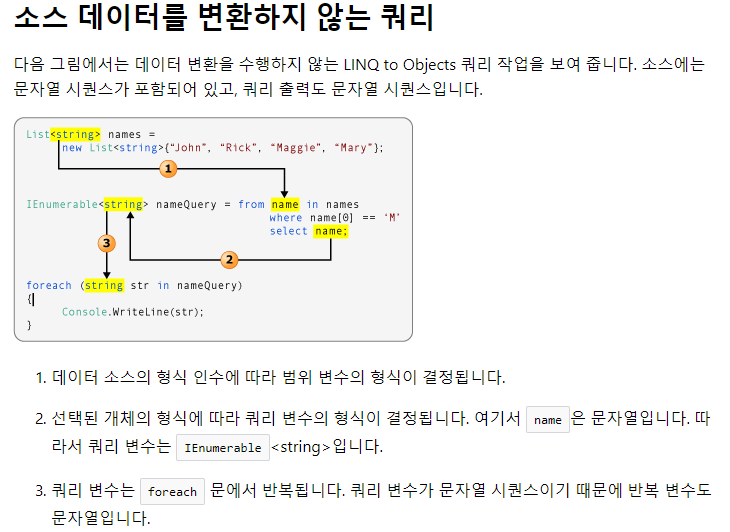 소스 데이터를 변환하지 않는 쿼리
다음 그림에서는 데이터 변환을 수행하지 않는 LINQ to Objects 쿼리 작업을 보여 줍니다. 소스에는
문자열 시퀀스가 포함되어 있고, 쿼리 출력도 문자열 시퀀스입니다.
List<string> names =
new List<string>{“John”, “Rick”, “Maggie”, “Mary”};
1
IEnumerable<string> nameQuery = from name in names
where name[0] == ‘M’
select name;
3
2
foreach (string str in nameQuery)
{
Console.WriteLine(str);
}
1. 데이터 소스의 형식 인수에 따라 범위 변수의 형식이 결정됩니다.
2. 선택된 개체의 형식에 따라 쿼리 변수의 형식이 결정됩니다. 여기서 name 은 문자열입니다. 따
라서 쿼리 변수는 IEnumerable <string>입니다.
3. 쿼리 변수는 foreach 문에서 반복됩니다. 쿼리 변수가 문자열 시퀀스이기 때문에 반복 변수도
문자열입니다.